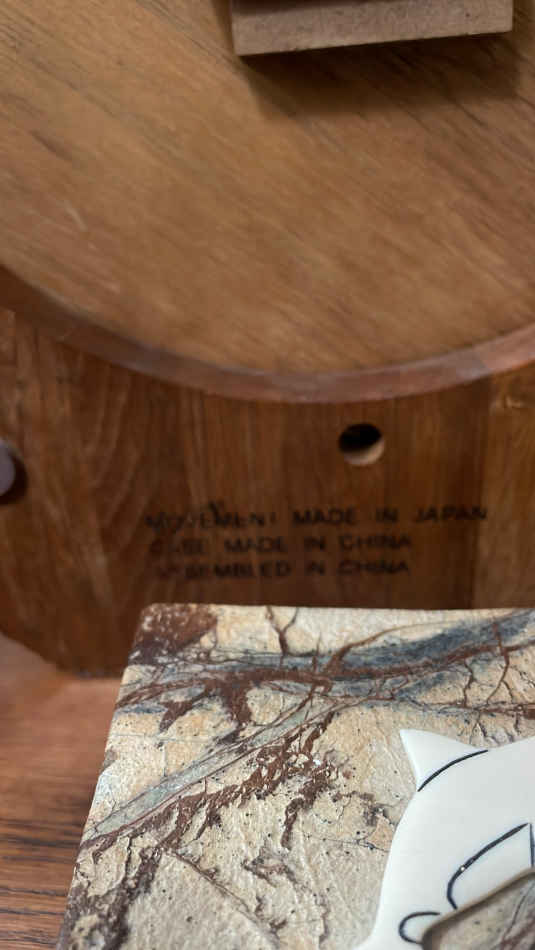 MOVEMENT MADE IN JAPAN
CASE MADE IN CHINA
ASSEMBLED IN CHINA